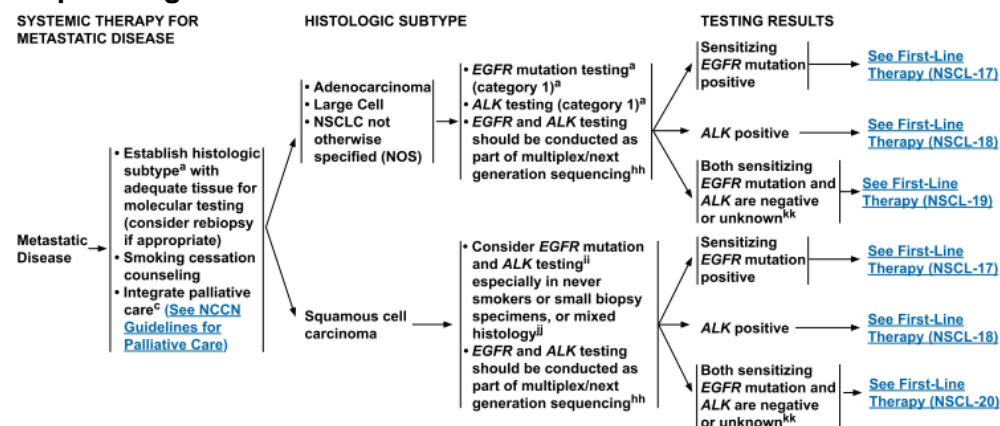 SYSTEMIC THERAPY FOR
METASTATIC DISEASE
HISTOLOGIC SUBTYPE
TESTING RESULTS
Metastatic
Disease
• Establish histologic
subtypeᵃ with
adequate tissue for
molecular testing
(consider rebiopsy
if appropriate)
• Smoking cessation
counseling
• Integrate palliative
careᶜ (See NCCN
Guidelines for
Palliative Care)
• Adenocarcinoma
• Large Cell
• NSCLC not
otherwise
specified (NOS)
• EGFR mutation testingᵃ
(category 1)ᵃ
• ALK testing (category 1)ᵃ
• EGFR and ALK testing
should be conducted as
part of multiplex/next
generation sequencingʰʰ
Sensitizing
EGFR mutation
positive
See First-Line
Therapy (NSCL-17)
ALK positive
See First-Line
Therapy (NSCL-18)
Both sensitizing
EGFR mutation and
ALK are negative
or unknownᵏᵏ
See First-Line
Therapy (NSCL-19)
Squamous cell
carcinoma
• Consider EGFR mutation
and ALK testingⁱⁱ
especially in never
smokers or small biopsy
specimens, or mixed
histologyʲʲ
• EGFR and ALK testing
should be conducted as
part of multiplex/next
generation sequencingʰʰ
Sensitizing
EGFR mutation
positive
See First-Line
Therapy (NSCL-17)
ALK positive
See First-Line
Therapy (NSCL-18)
Both sensitizing
EGFR mutation and
ALK are negative
or unknownᵏᵏ
See First-Line
Therapy (NSCL-20)